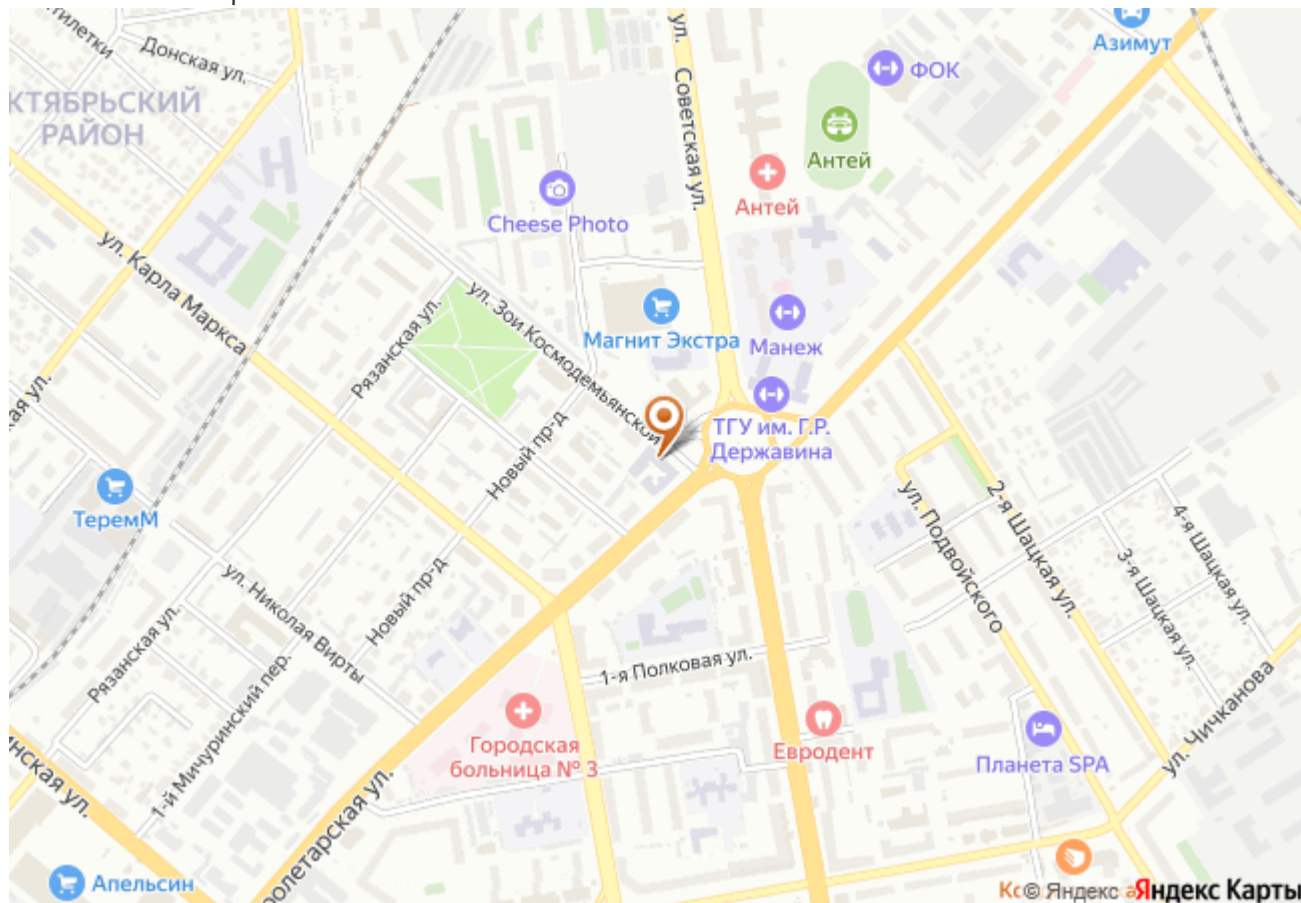 Донская ул.
КТЯБРЬСКИЙ
РАЙОН
ул.
Советская ул.
ФОК
Азимут
Антей
Антей
Cheese Photo
ул. Карла Маркса
Рязанская ул.
ул. Зои Космодемьянской
Магнит Экстра
Манеж
ТГУ им. Г.Р.
Державина
Новый пр-д
ТеремМ
ул. Подвойского
2-я Шацкая ул.
4-я Шацкая ул.
3-я Шацкая ул.
ул. Николая Вирты
Новый пр-д
Рязанская ул.
1-й Мичуринский пер.
1-я Полковая ул.
Городская
больница № 3
Евродент
Планета SPA
ул. Чичканова
Апельсин
© Яндекс
Яндекс Карты